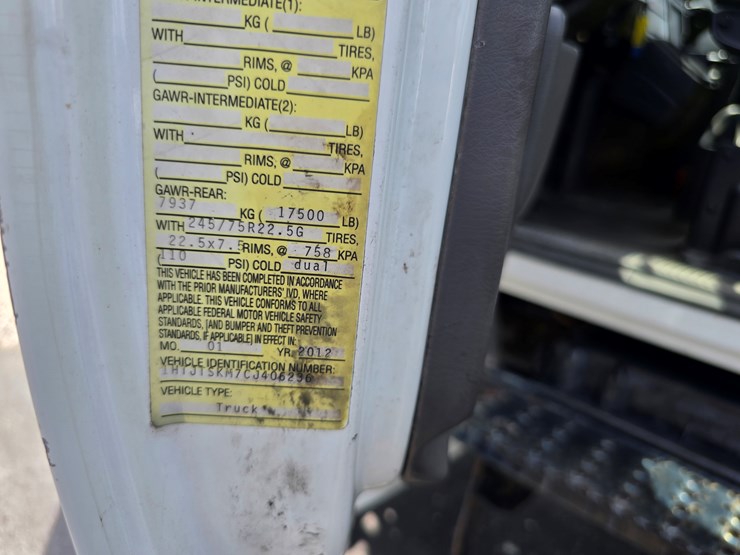 INTERMEDIATE(1):
KG ( LB)
WITH TIRES,
RIMS, @ KPA
( PSI) COLD
GAWR-INTERMEDIATE(2):
KG ( LB)
WITH TIRES,
RIMS, @ KPA
( PSI) COLD
GAWR-REAR:
7937 KG ( 17500 LB)
WITH 245/75R22.5G TIRES,
22.5x7.5 RIMS, @ 758 KPA
( 110 PSI) COLD dual
THIS VEHICLE HAS BEEN COMPLETED IN ACCORDANCE
WITH THE PRIOR MANUFACTURERS' IVD, WHERE
APPLICABLE. THIS VEHICLE CONFORMS TO ALL
APPLICABLE FEDERAL MOTOR VEHICLE SAFETY
STANDARDS, [AND BUMPER AND THEFT PREVENTION
STANDARDS, IF APPLICABLE] IN EFFECT IN:
MO. 01 YR. 2012
VEHICLE IDENTIFICATION NUMBER:
VEHICLE TYPE:
Truck